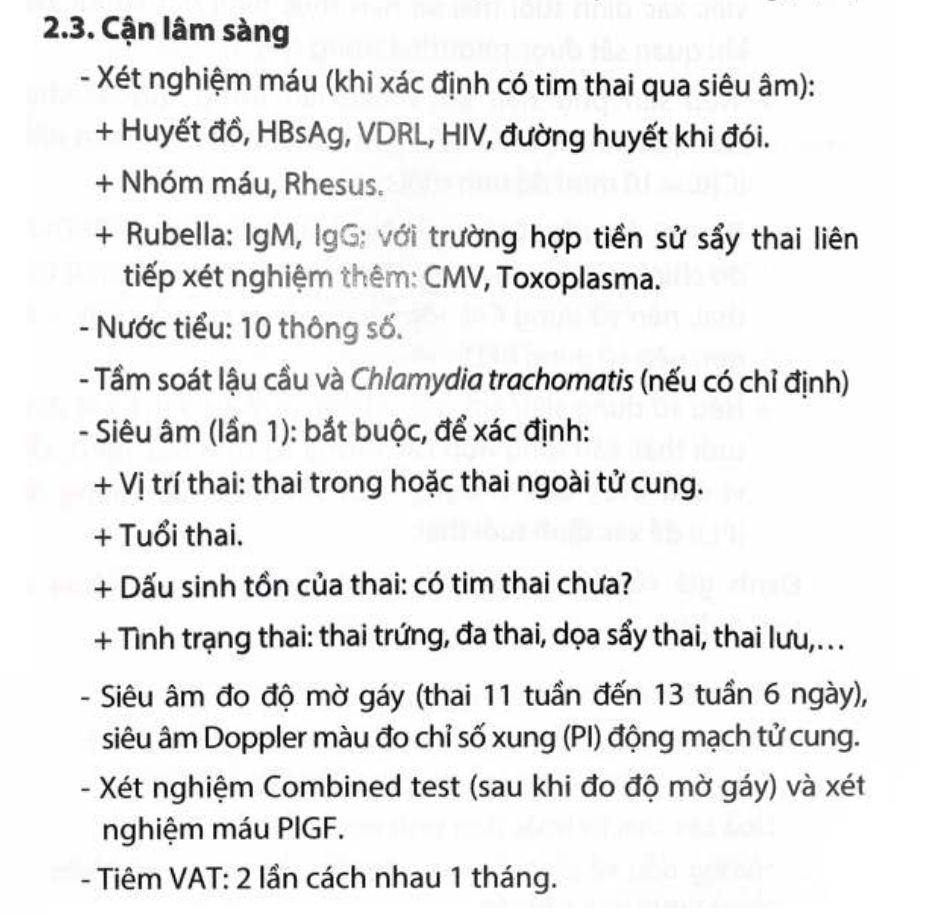 2.3. Cận lâm sàng
- Xét nghiệm máu (khi xác định có tim thai qua siêu âm):
+ Huyết đồ, HBsAg, VDRL, HIV, đường huyết khi đói.
+ Nhóm máu, Rhesus.
+ Rubella: IgM, IgG; với trường hợp tiền sử sẩy thai liên
tiếp xét nghiệm thêm: CMV, Toxoplasma.
- Nước tiểu: 10 thông số.
- Tầm soát lậu cầu và Chlamydia trachomatis (nếu có chỉ định)
- Siêu âm (lần 1): bắt buộc, để xác định:
+ Vị trí thai: thai trong hoặc thai ngoài tử cung.
+ Tuổi thai.
+ Dấu sinh tồn của thai: có tim thai chưa?
+ Tình trạng thai: thai trứng, đa thai, dọa sẩy thai, thai lưu,...
- Siêu âm đo độ mờ gáy (thai 11 tuần đến 13 tuần 6 ngày),
siêu âm Doppler màu đo chỉ số xung (PI) động mạch tử cung.
- Xét nghiệm Combined test (sau khi đo độ mờ gáy) và xét
nghiệm máu PlGF.
- Tiêm VAT: 2 lần cách nhau 1 tháng.